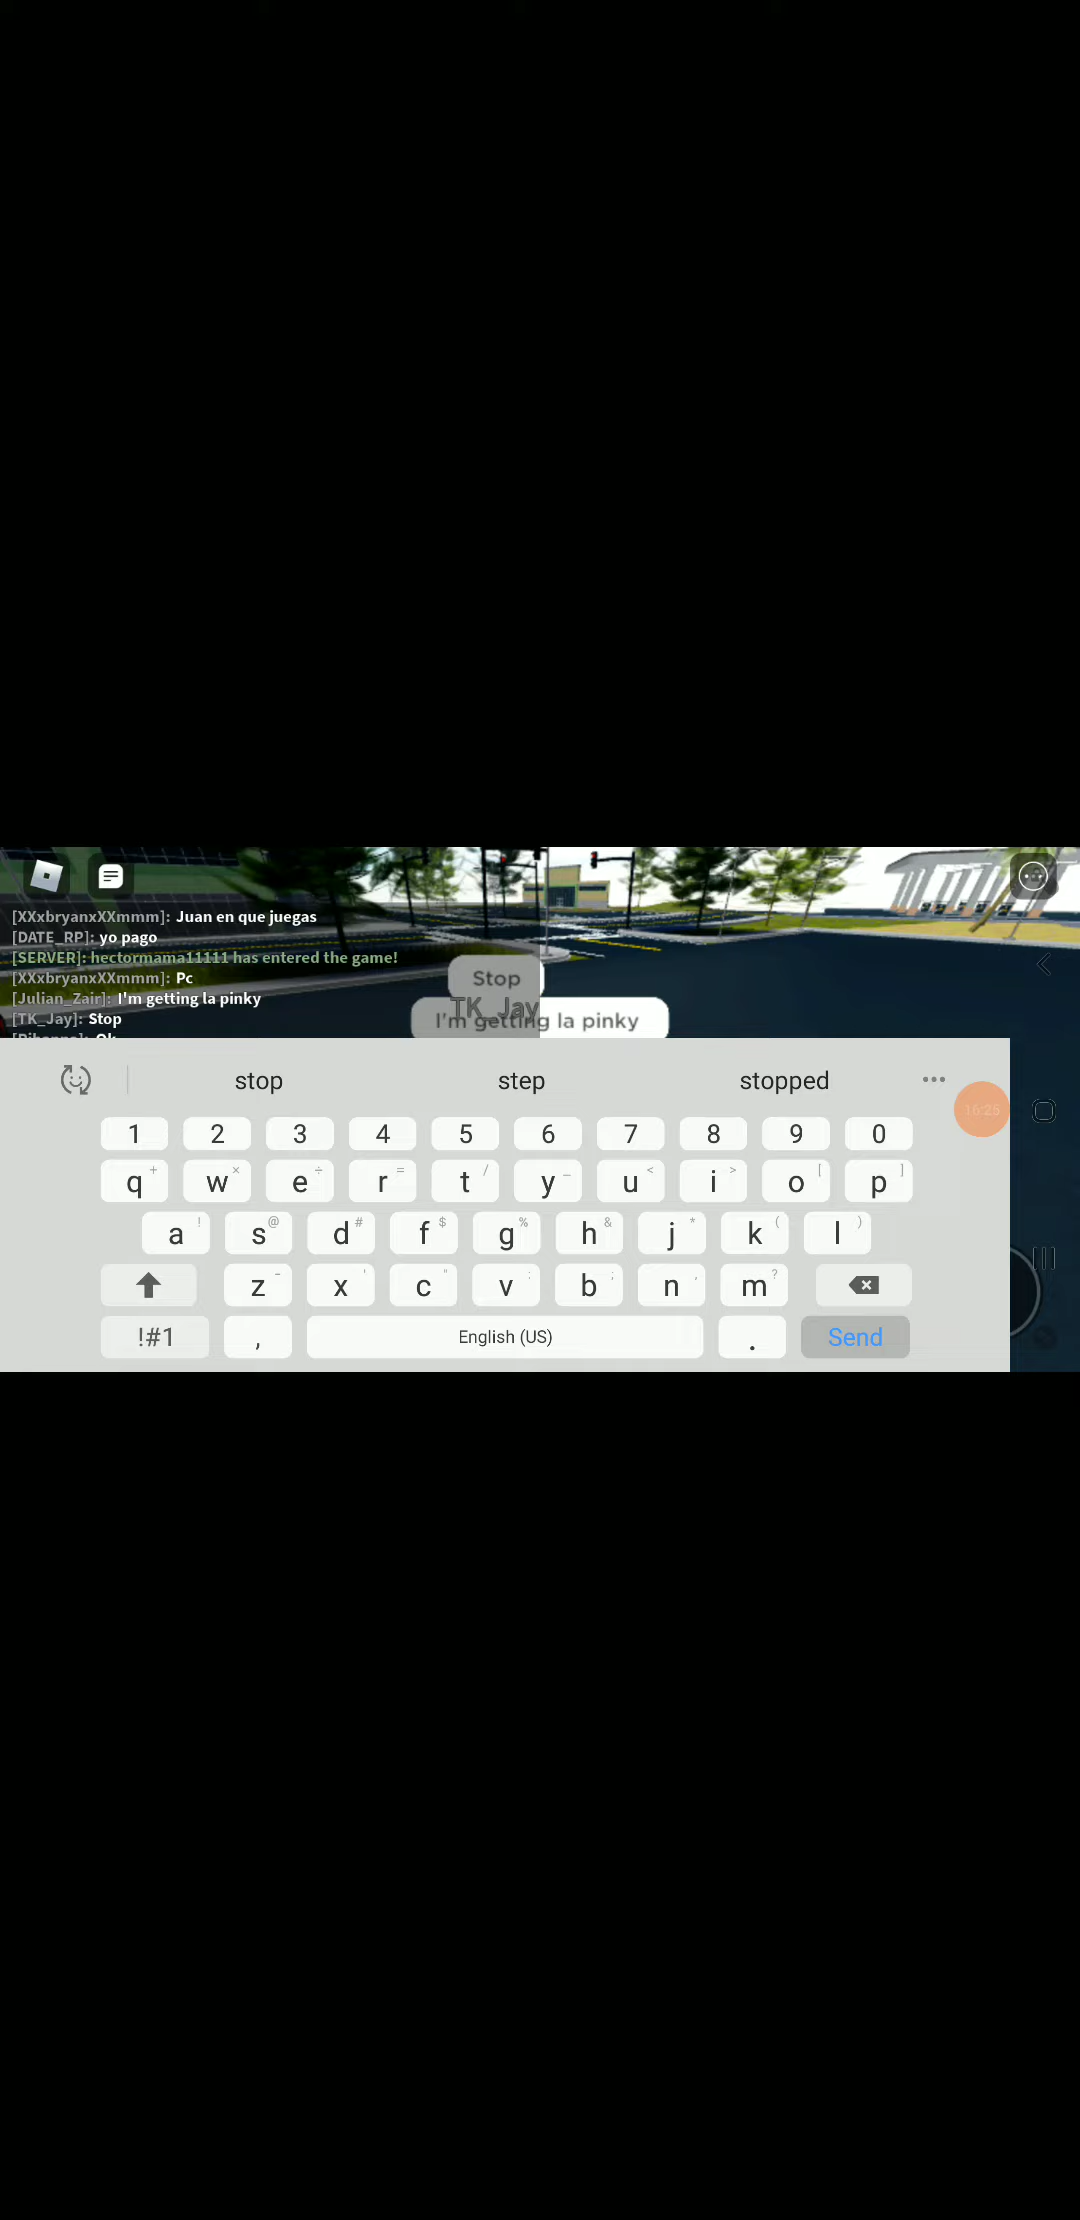 [XXxbryanxXXmmm]: Juan en que juegas
[DATE_RP]: yo pago
[SERVER]: hectormama11111 has entered the game!
[XXxbryanxXXmmm]: Pc
[Julian_Zair]: I'm getting la pinky
[TK_Jay]: Stop
Stop
TK_Jay
I'm getting la pinky
stop step stopped
16:25
1 2 3 4 5 6 7 8 9 0
q w e r t y u i o p
a s d f g h j k l
z x c v b n m
!#1 , English (US) . Send